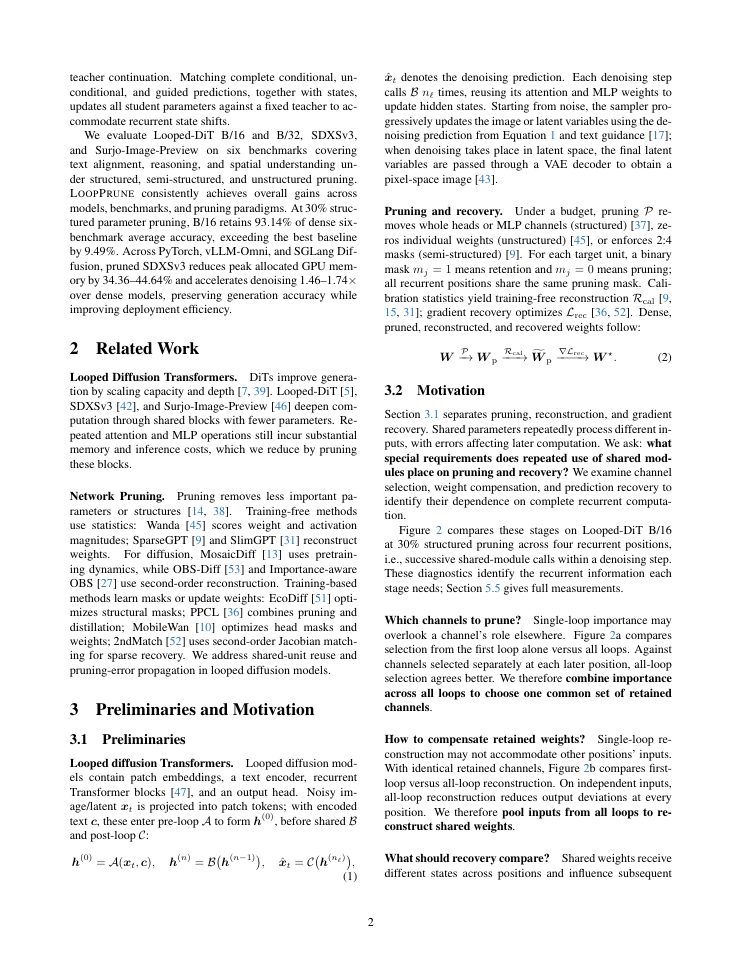 teacher continuation. Matching complete conditional, un-
conditional, and guided predictions, together with states,
updates all student parameters against a fixed teacher to ac-
commodate recurrent state shifts.
We evaluate Looped-DiT B/16 and B/32, SDXSv3,
and Surjo-Image-Preview on six benchmarks covering
text alignment, reasoning, and spatial understanding un-
der structured, semi-structured, and unstructured pruning.
LOOPPRUNE consistently achieves overall gains across
models, benchmarks, and pruning paradigms. At 30% struc-
tured parameter pruning, B/16 retains 93.14% of dense six-
benchmark average accuracy, exceeding the best baseline
by 9.49%. Across PyTorch, vLLM-Omni, and SGLang Dif-
fusion, pruned SDXSv3 reduces peak allocated GPU mem-
ory by 34.36–44.64% and accelerates denoising 1.46–1.74×
over dense models, preserving generation accuracy while
improving deployment efficiency.
2 Related Work
Looped Diffusion Transformers. DiTs improve genera-
tion by scaling capacity and depth [7, 39]. Looped-DiT [5],
SDXSv3 [42], and Surjo-Image-Preview [46] deepen com-
putation through shared blocks with fewer parameters. Re-
peated attention and MLP operations still incur substantial
memory and inference costs, which we reduce by pruning
these blocks.
Network Pruning. Pruning removes less important pa-
rameters or structures [14, 38]. Training-free methods
use statistics: Wanda [45] scores weight and activation
magnitudes; SparseGPT [9] and SlimGPT [31] reconstruct
weights. For diffusion, MosaicDiff [13] uses pretrain-
ing dynamics, while OBS-Diff [53] and Importance-aware
OBS [27] use second-order reconstruction. Training-based
methods learn masks or update weights: EcoDiff [51] opti-
mizes structural masks; PPCL [36] combines pruning and
distillation; MobileWan [10] optimizes head masks and
weights; 2ndMatch [52] uses second-order Jacobian match-
ing for sparse recovery. We address shared-unit reuse and
pruning-error propagation in looped diffusion models.
3 Preliminaries and Motivation
3.1 Preliminaries
Looped diffusion Transformers. Looped diffusion mod-
els contain patch embeddings, a text encoder, recurrent
Transformer blocks [47], and an output head. Noisy im-
age/latent xₜ is projected into patch tokens; with encoded
text c, these enter pre-loop 𝒜 to form h⁽⁰⁾, before shared ℬ
and post-loop 𝒞:
h⁽⁰⁾ = 𝒜(xₜ, c), h⁽ⁿ⁾ = ℬ(h⁽ⁿ⁻¹⁾), x̂ₜ = 𝒞(h^(n_ℓ)),
(1)
x̂ₜ denotes the denoising prediction. Each denoising step
calls ℬ n_ℓ times, reusing its attention and MLP weights to
update hidden states. Starting from noise, the sampler pro-
gressively updates the image or latent variables using the de-
noising prediction from Equation 1 and text guidance [17];
when denoising takes place in latent space, the final latent
variables are passed through a VAE decoder to obtain a
pixel-space image [43].
Pruning and recovery. Under a budget, pruning 𝒫 re-
moves whole heads or MLP channels (structured) [37], ze-
ros individual weights (unstructured) [45], or enforces 2:4
masks (semi-structured) [9]. For each target unit, a binary
mask mⱼ = 1 means retention and mⱼ = 0 means pruning;
all recurrent positions share the same pruning mask. Cali-
bration statistics yield training-free reconstruction ℛ_cal [9,
15, 31]; gradient recovery optimizes ℒ_rec [36, 52]. Dense,
pruned, reconstructed, and recovered weights follow:
W —𝒫→ W_p —ℛ_cal→ W̃_p —∇ℒ_rec→ W⋆. (2)
3.2 Motivation
Section 3.1 separates pruning, reconstruction, and gradient
recovery. Shared parameters repeatedly process different in-
puts, with errors affecting later computation. We ask: what
special requirements does repeated use of shared mod-
ules place on pruning and recovery? We examine channel
selection, weight compensation, and prediction recovery to
identify their dependence on complete recurrent computa-
tion.
Figure 2 compares these stages on Looped-DiT B/16
at 30% structured pruning across four recurrent positions,
i.e., successive shared-module calls within a denoising step.
These diagnostics identify the recurrent information each
stage needs; Section 5.5 gives full measurements.
Which channels to prune? Single-loop importance may
overlook a channel's role elsewhere. Figure 2a compares
selection from the first loop alone versus all loops. Against
channels selected separately at each later position, all-loop
selection agrees better. We therefore combine importance
across all loops to choose one common set of retained
channels.
How to compensate retained weights? Single-loop re-
construction may not accommodate other positions' inputs.
With identical retained channels, Figure 2b compares first-
loop versus all-loop reconstruction. On independent inputs,
all-loop reconstruction reduces output deviations at every
position. We therefore pool inputs from all loops to re-
construct shared weights.
What should recovery compare? Shared weights receive
different states across positions and influence subsequent
2